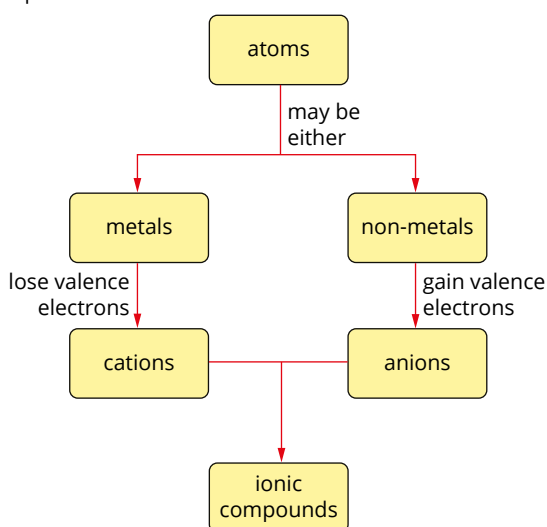 atoms
may be
either
metals
non-metals
lose valence
electrons
gain valence
electrons
cations
anions
ionic
compounds